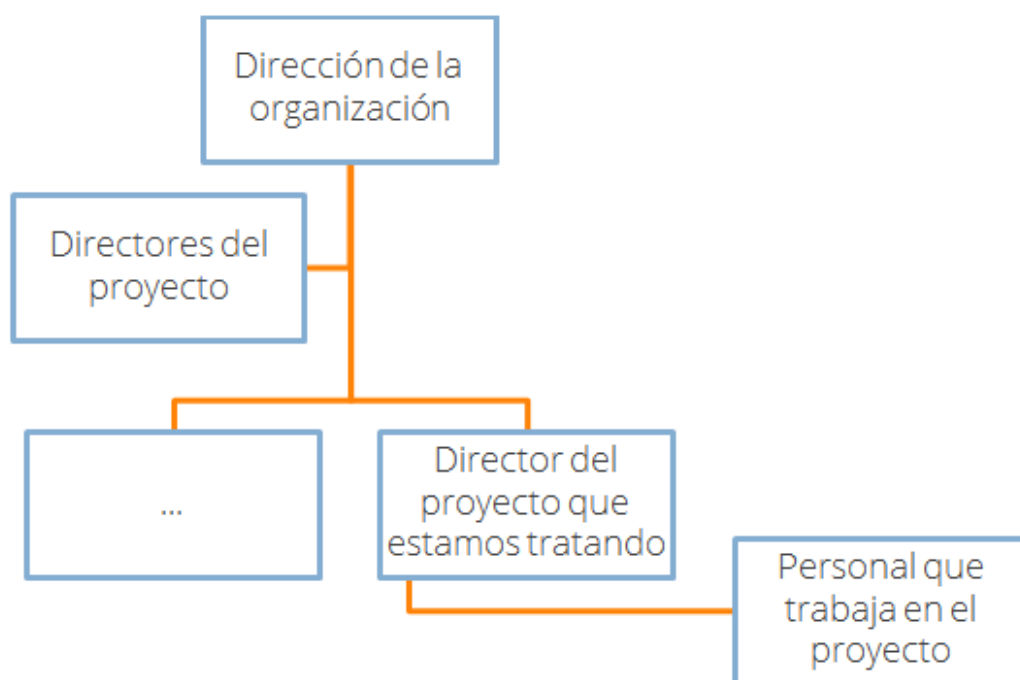 Dirección de la
organización
Directores del
proyecto
...
Director del
proyecto que
estamos tratando
Personal que
trabaja en el
proyecto